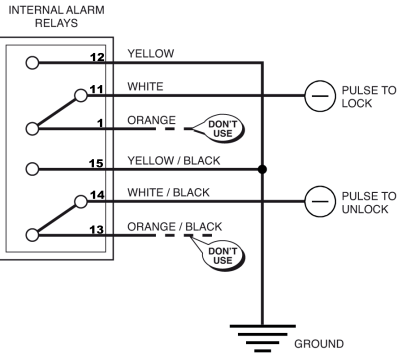 INTERNAL ALARM
RELAYS
12 YELLOW
11 WHITE
PULSE TO
LOCK
1 ORANGE
DON'T
USE
15 YELLOW / BLACK
14 WHITE / BLACK
PULSE TO
UNLOCK
13 ORANGE / BLACK
DON'T
USE
GROUND